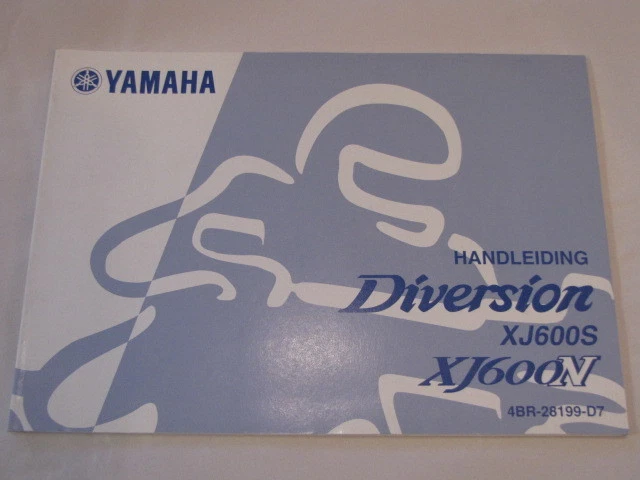 YAMAHA
HANDLEIDING
Diversion
XJ600S
XJ600N
4BR-28199-D7